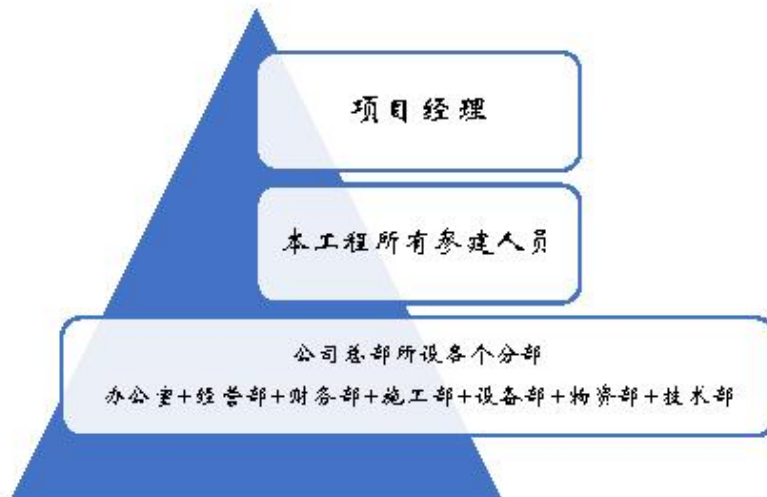 项目经理
本工程所有参建人员
公司总部所设各个分部
办公室+经营部+财务部+施工部+设备部+物资部+技术部